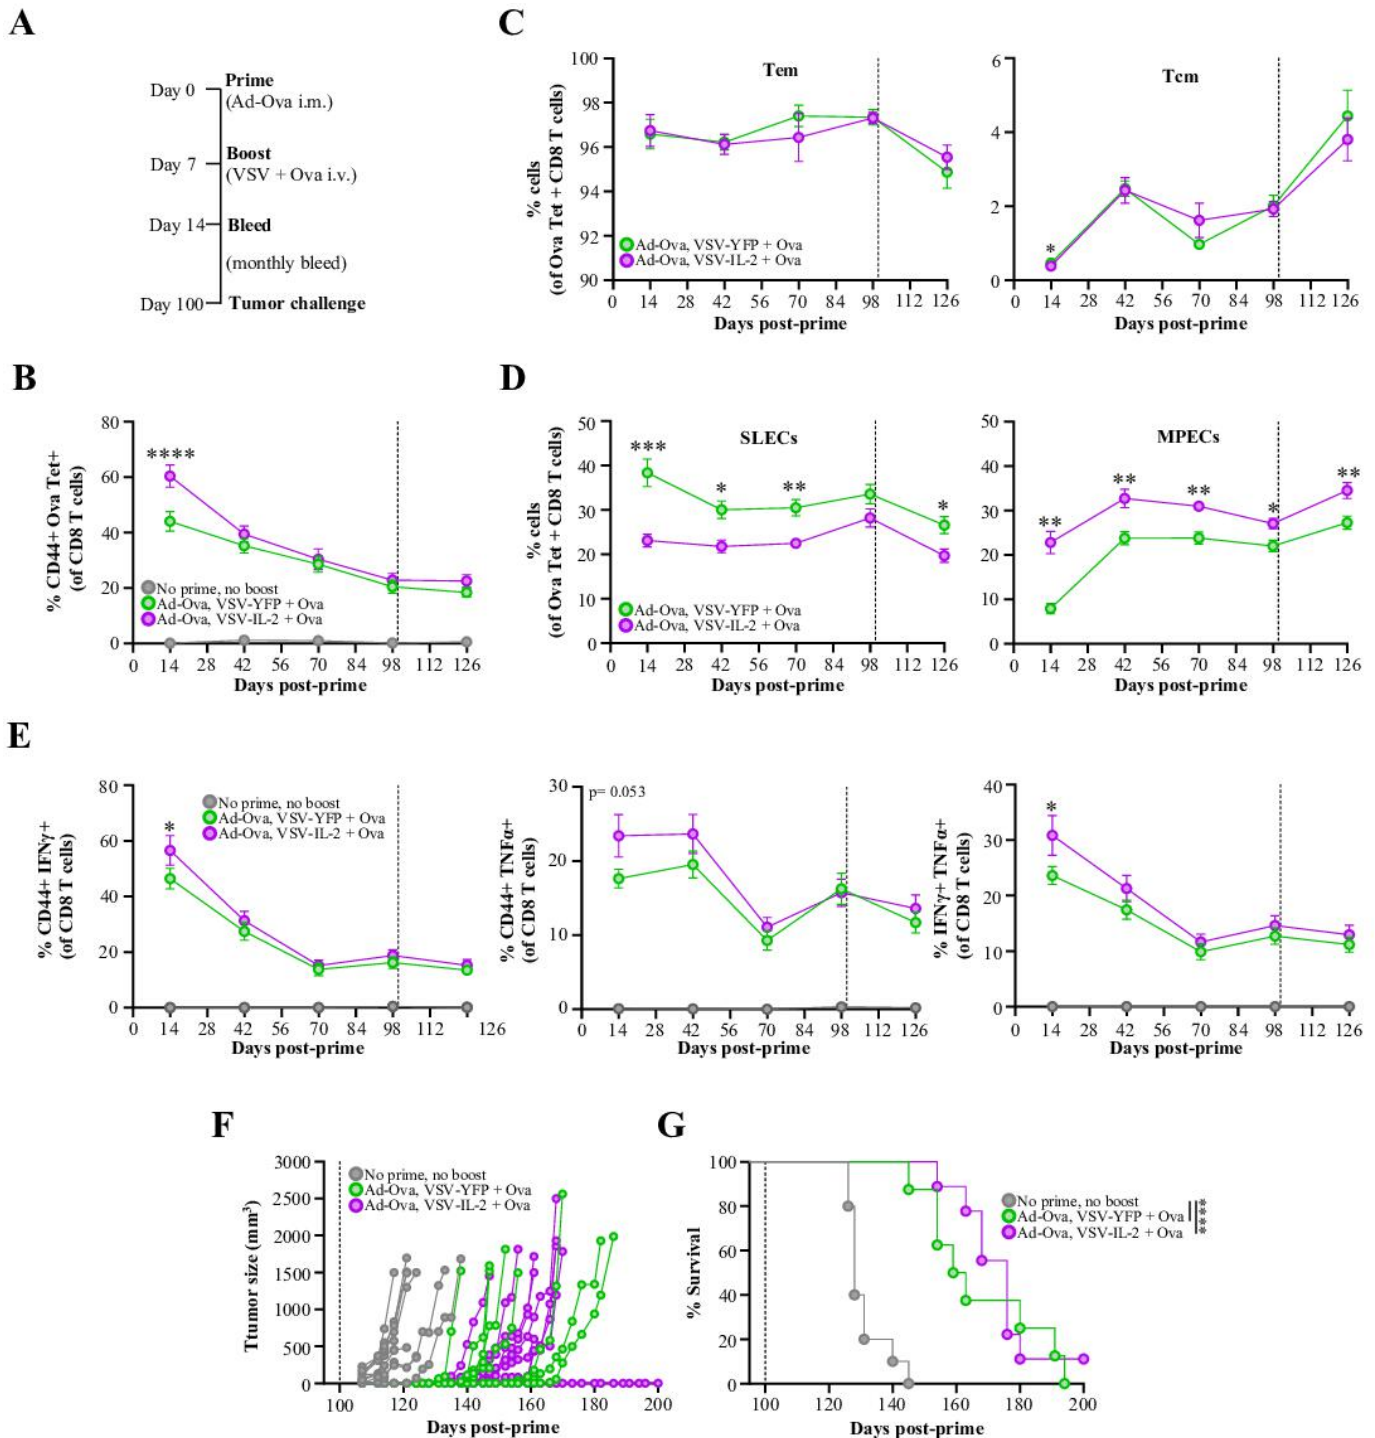 A
Day 0
Prime
(Ad-Ova i.m.)
Day 7
Boost
(VSV + Ova i.v.)
Day 14
Bleed
(monthly bleed)
Day 100
Tumor challenge
C
% cells
(of Ova Tet + CD8 T cells)
100
98
96
94
92
90
Tem
Ad-Ova, VSV-YFP + Ova
Ad-Ova, VSV-IL-2 + Ova
0 14 28 42 56 70 84 98 112 126
Days post-prime
6
4
2
0
Tcm
*
0 14 28 42 56 70 84 98 112 126
Days post-prime
B
% CD44+ Ova Tet+
(of CD8 T cells)
80
60
40
20
0
****
No prime, no boost
Ad-Ova, VSV-YFP + Ova
Ad-Ova, VSV-IL-2 + Ova
0 14 28 42 56 70 84 98 112 126
Days post-prime
D
% cells
(of Ova Tet + CD8 T cells)
50
40
30
20
10
0
SLECs
***
*
**
*
Ad-Ova, VSV-YFP + Ova
Ad-Ova, VSV-IL-2 + Ova
0 14 28 42 56 70 84 98 112 126
Days post-prime
50
40
30
20
10
0
MPECs
**
**
**
*
**
0 14 28 42 56 70 84 98 112 126
Days post-prime
E
% CD44+ IFNγ+
(of CD8 T cells)
80
60
40
20
0
*
No prime, no boost
Ad-Ova, VSV-YFP + Ova
Ad-Ova, VSV-IL-2 + Ova
0 14 28 42 56 70 84 98 112 126
Days post-prime
% CD44+ TNFα+
(of CD8 T cells)
30
20
10
0
p= 0.053
0 14 28 42 56 70 84 98 112 126
Days post-prime
% IFNγ+ TNFα+
(of CD8 T cells)
40
30
20
10
0
*
0 14 28 42 56 70 84 98 112 126
Days post-prime
F
Ttumor size (mm³)
3000
2500
2000
1500
1000
500
0
No prime, no boost
Ad-Ova, VSV-YFP + Ova
Ad-Ova, VSV-IL-2 + Ova
100 120 140 160 180 200
Days post-prime
G
% Survival
100
80
60
40
20
0
No prime, no boost
Ad-Ova, VSV-YFP + Ova
Ad-Ova, VSV-IL-2 + Ova
****
100 120 140 160 180 200
Days post-prime